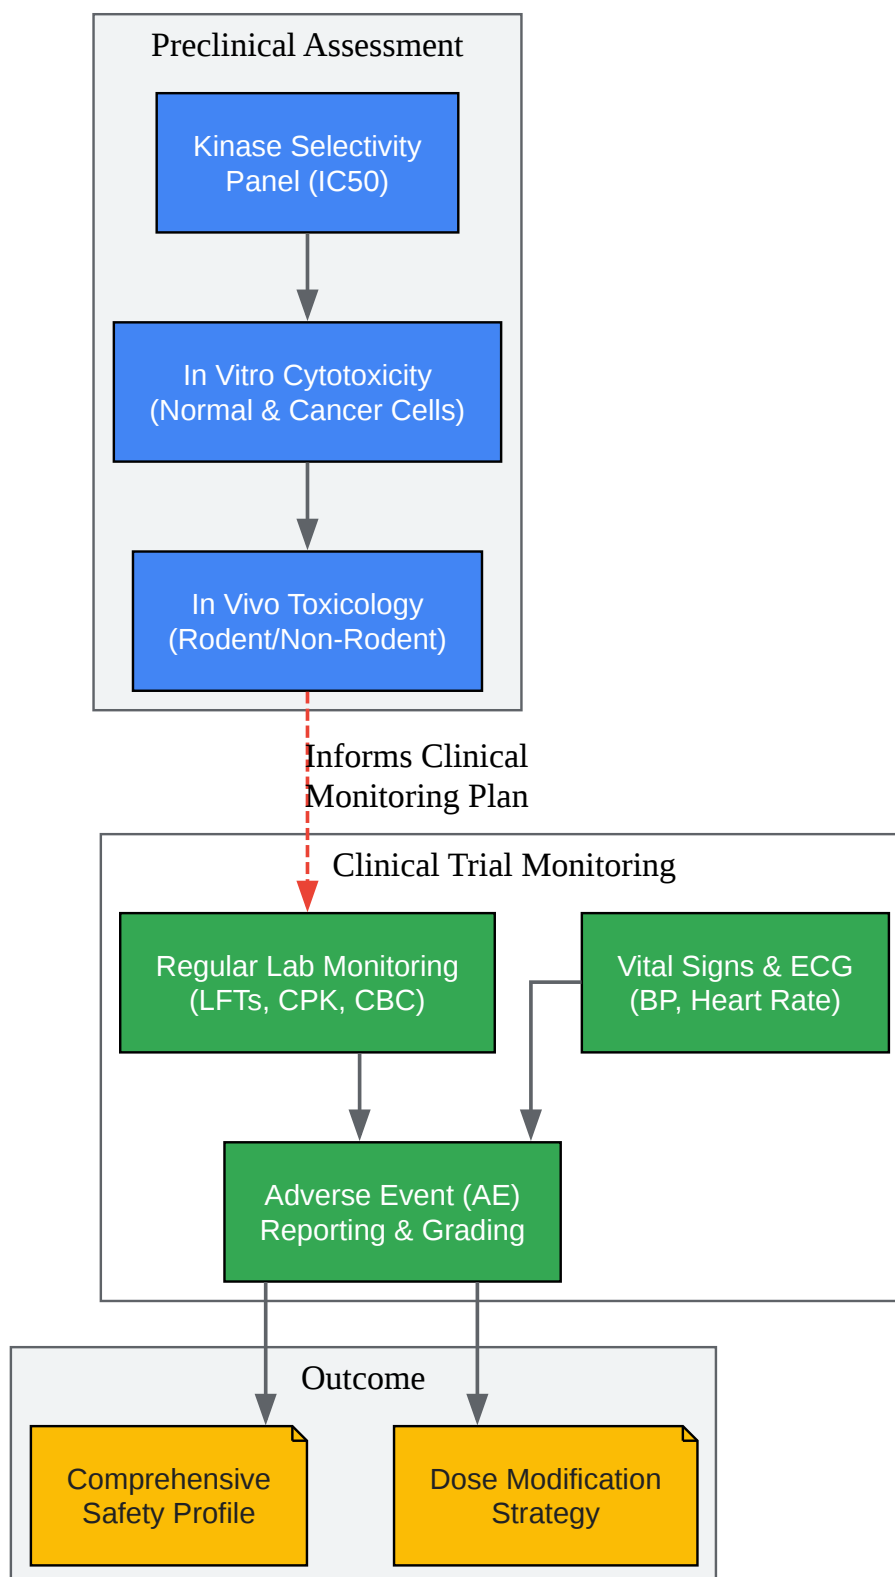 Preclinical Assessment
Kinase Selectivity
Panel (IC50)
In Vitro Cytotoxicity
(Normal & Cancer Cells)
In Vivo Toxicology
(Rodent/Non-Rodent)
Informs Clinical
Monitoring Plan
Clinical Trial Monitoring
Regular Lab Monitoring
(LFTs, CPK, CBC)
Vital Signs & ECG
(BP, Heart Rate)
Adverse Event (AE)
Reporting & Grading
Outcome
Comprehensive
Safety Profile
Dose Modification
Strategy